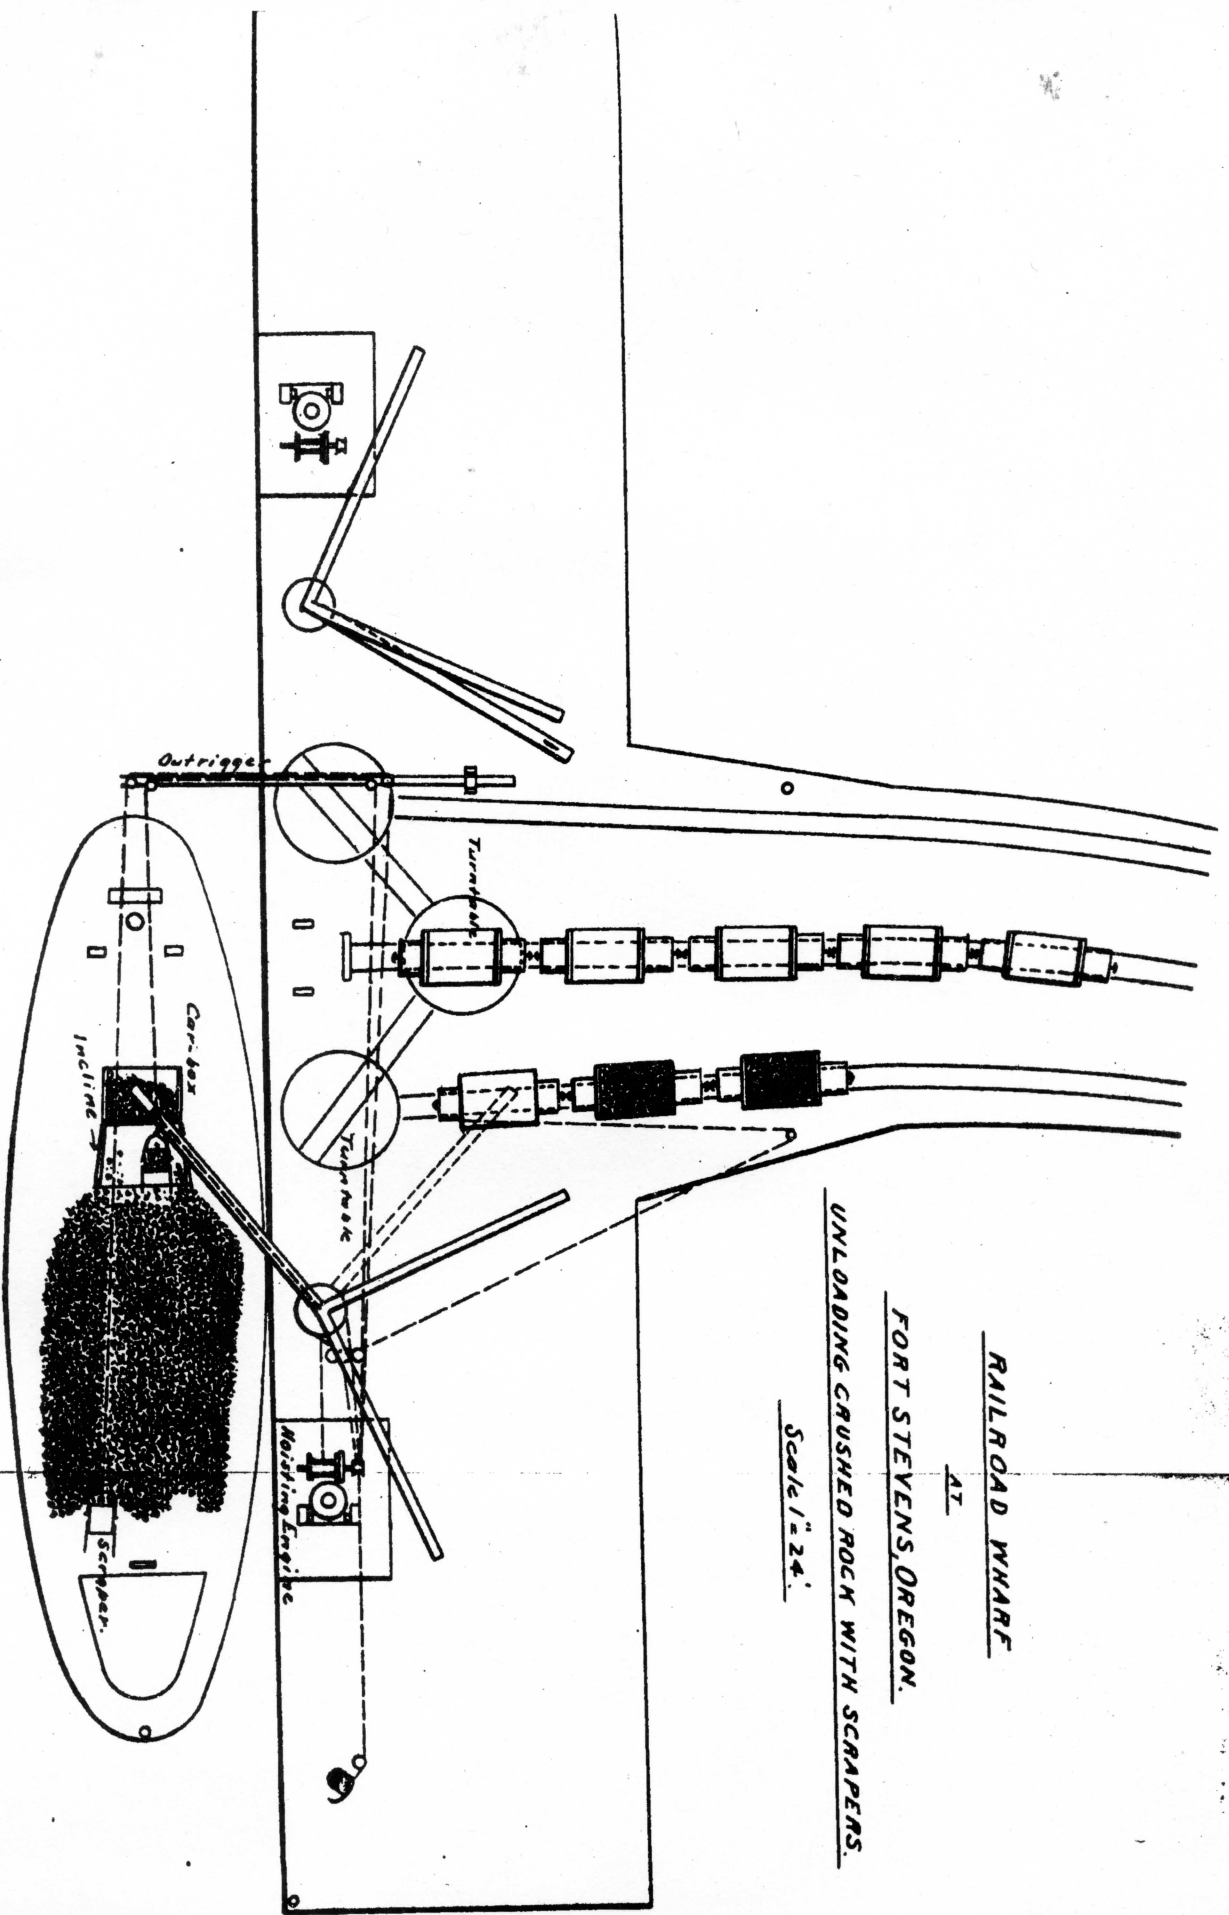 RAILROAD WHARF
AT
FORT STEVENS, OREGON.
UNLOADING CRUSHED ROCK WITH SCRAPERS.
Scale 1" = 24'.
Outrigger
Turntable
Car-box
Incline
Turntable
Hoisting Engine
Scraper.